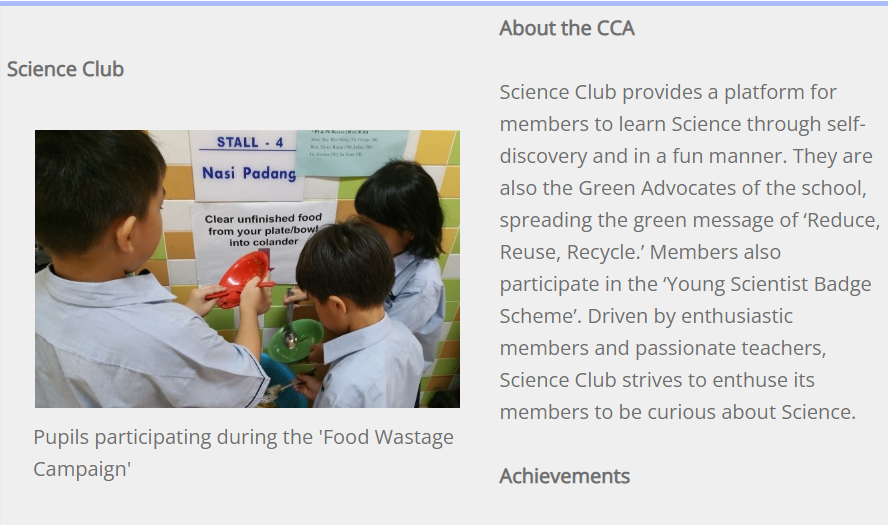 Science Club
STALL - 4
Nasi Padang
Clear unfinished food
from your plate/bowl
into colander
Pupils participating during the 'Food Wastage
Campaign'
About the CCA
Science Club provides a platform for
members to learn Science through self-
discovery and in a fun manner. They are
also the Green Advocates of the school,
spreading the green message of ‘Reduce,
Reuse, Recycle.’ Members also
participate in the ‘Young Scientist Badge
Scheme’. Driven by enthusiastic
members and passionate teachers,
Science Club strives to enthuse its
members to be curious about Science.
Achievements